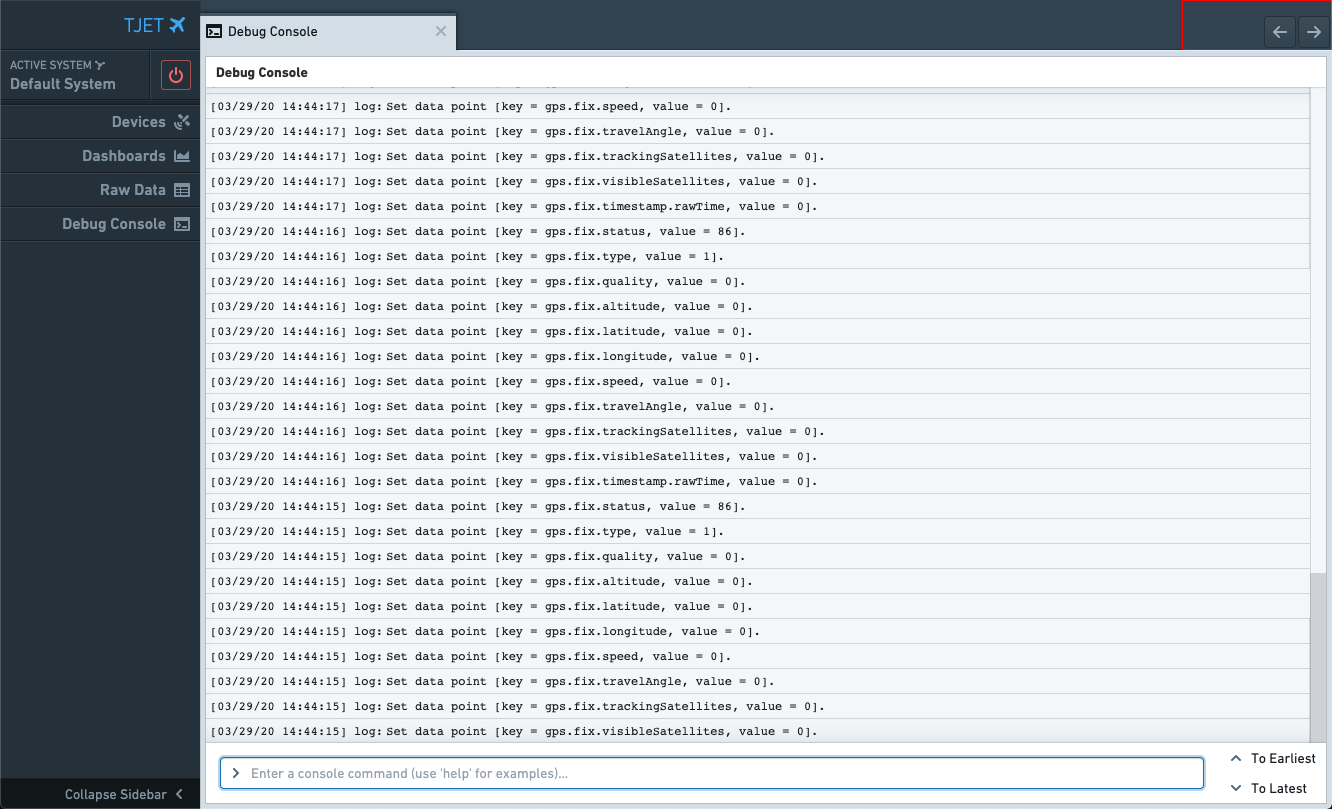 TJET
Debug Console
ACTIVE SYSTEM
Default System
Devices
Dashboards
Raw Data
Debug Console
Collapse Sidebar
Debug Console
[03/29/20 14:44:17] log: Set data point [key = gps.fix.speed, value = 0].
[03/29/20 14:44:17] log: Set data point [key = gps.fix.travelAngle, value = 0].
[03/29/20 14:44:17] log: Set data point [key = gps.fix.trackingSatellites, value = 0].
[03/29/20 14:44:17] log: Set data point [key = gps.fix.visibleSatellites, value = 0].
[03/29/20 14:44:17] log: Set data point [key = gps.fix.timestamp.rawTime, value = 0].
[03/29/20 14:44:16] log: Set data point [key = gps.fix.status, value = 86].
[03/29/20 14:44:16] log: Set data point [key = gps.fix.type, value = 1].
[03/29/20 14:44:16] log: Set data point [key = gps.fix.quality, value = 0].
[03/29/20 14:44:16] log: Set data point [key = gps.fix.altitude, value = 0].
[03/29/20 14:44:16] log: Set data point [key = gps.fix.latitude, value = 0].
[03/29/20 14:44:16] log: Set data point [key = gps.fix.longitude, value = 0].
[03/29/20 14:44:16] log: Set data point [key = gps.fix.speed, value = 0].
[03/29/20 14:44:16] log: Set data point [key = gps.fix.travelAngle, value = 0].
[03/29/20 14:44:16] log: Set data point [key = gps.fix.trackingSatellites, value = 0].
[03/29/20 14:44:16] log: Set data point [key = gps.fix.visibleSatellites, value = 0].
[03/29/20 14:44:16] log: Set data point [key = gps.fix.timestamp.rawTime, value = 0].
[03/29/20 14:44:15] log: Set data point [key = gps.fix.status, value = 86].
[03/29/20 14:44:15] log: Set data point [key = gps.fix.type, value = 1].
[03/29/20 14:44:15] log: Set data point [key = gps.fix.quality, value = 0].
[03/29/20 14:44:15] log: Set data point [key = gps.fix.altitude, value = 0].
[03/29/20 14:44:15] log: Set data point [key = gps.fix.latitude, value = 0].
[03/29/20 14:44:15] log: Set data point [key = gps.fix.longitude, value = 0].
[03/29/20 14:44:15] log: Set data point [key = gps.fix.speed, value = 0].
[03/29/20 14:44:15] log: Set data point [key = gps.fix.travelAngle, value = 0].
[03/29/20 14:44:15] log: Set data point [key = gps.fix.trackingSatellites, value = 0].
[03/29/20 14:44:15] log: Set data point [key = gps.fix.visibleSatellites, value = 0].
Enter a console command (use 'help' for examples)...
To Earliest
To Latest